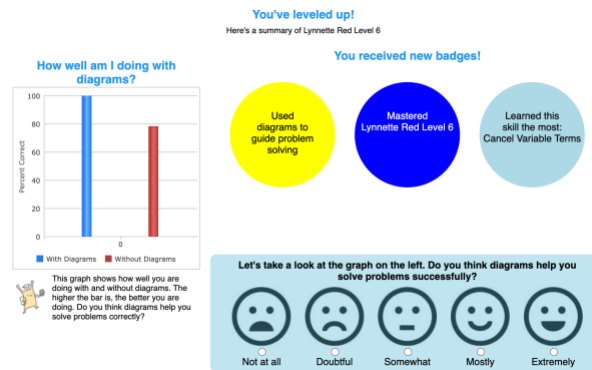 You've leveled up!
Here's a summary of Lynnette Red Level 6
How well am I doing with
diagrams?
100
80
60
40
20
0
Percent Correct
0
With Diagrams
Without Diagrams
This graph shows how well you are
doing with and without diagrams. The
higher the bar is, the better you are
doing. Do you think diagrams help you
solve problems correctly?
You received new badges!
Used
diagrams to
guide problem
solving
Mastered
Lynnette Red Level 6
Learned this
skill the most:
Cancel Variable Terms
Let's take a look at the graph on the left. Do you think diagrams help you
solve problems successfully?
Not at all
Doubtful
Somewhat
Mostly
Extremely